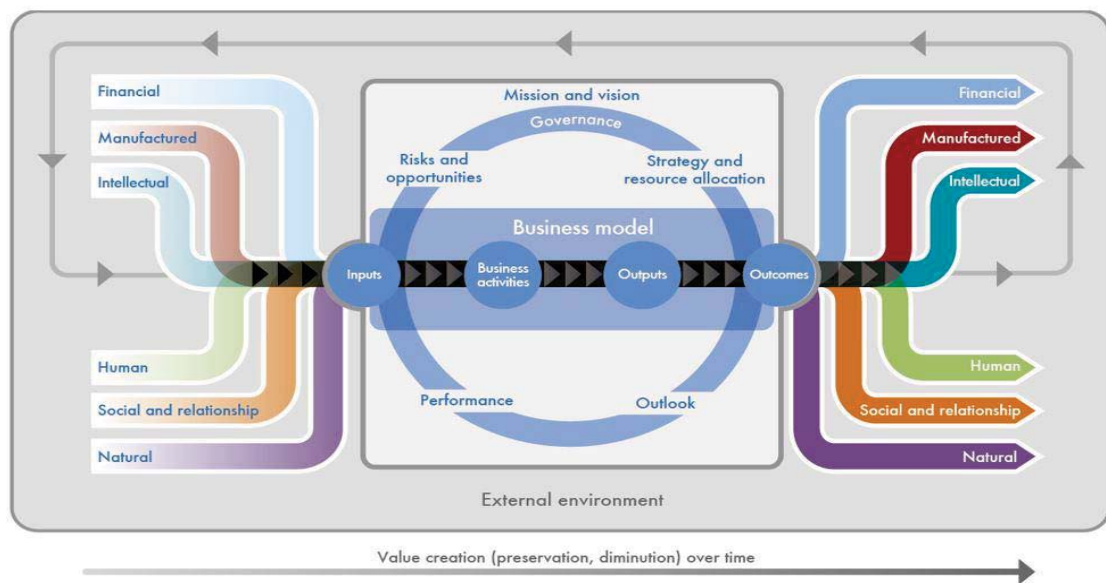 Financial
Manufactured
Intellectual
Human
Social and relationship
Natural
Mission and vision
Governance
Risks and
opportunities
Strategy and
resource allocation
Business model
Inputs
Business
activities
Outputs
Outcomes
Performance
Outlook
Financial
Manufactured
Intellectual
Human
Social and relationship
Natural
External environment
Value creation (preservation, diminution) over time